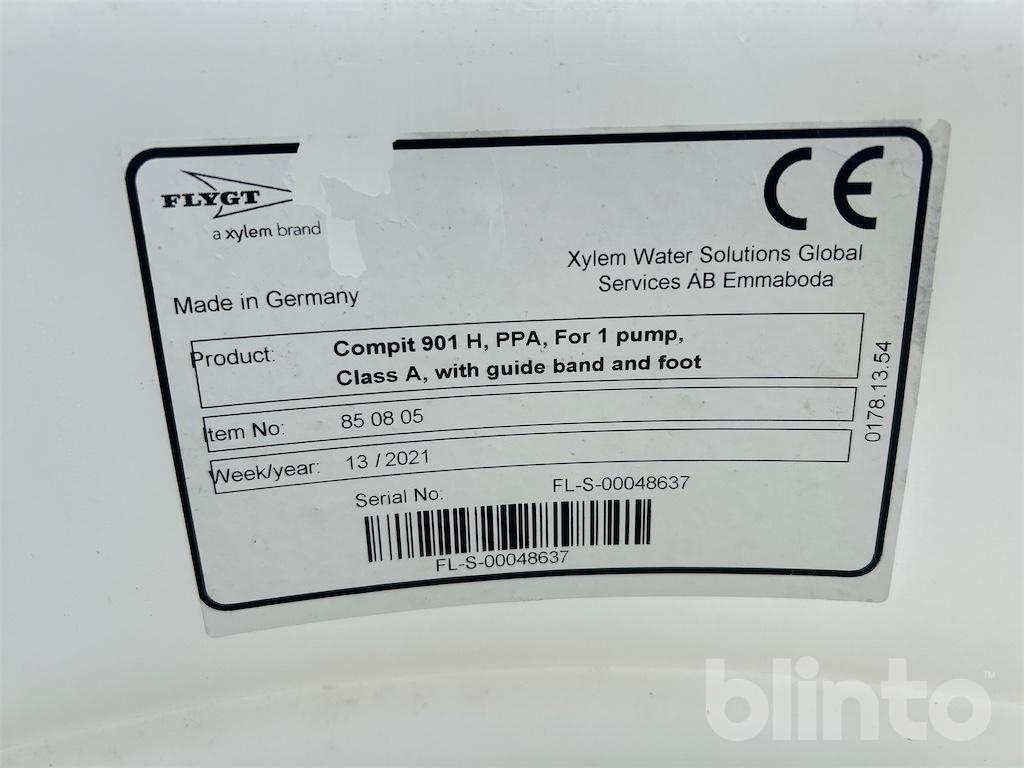 FLYGT
a xylem brand
CE
Xylem Water Solutions Global
Services AB Emmaboda
Made in Germany
Product: Compit 901 H, PPA, For 1 pump,
Class A, with guide band and foot
Item No: 85 08 05
Week/year: 13 / 2021
Serial No: FL-S-00048637
FL-S-00048637
0178.13.54
blinto™